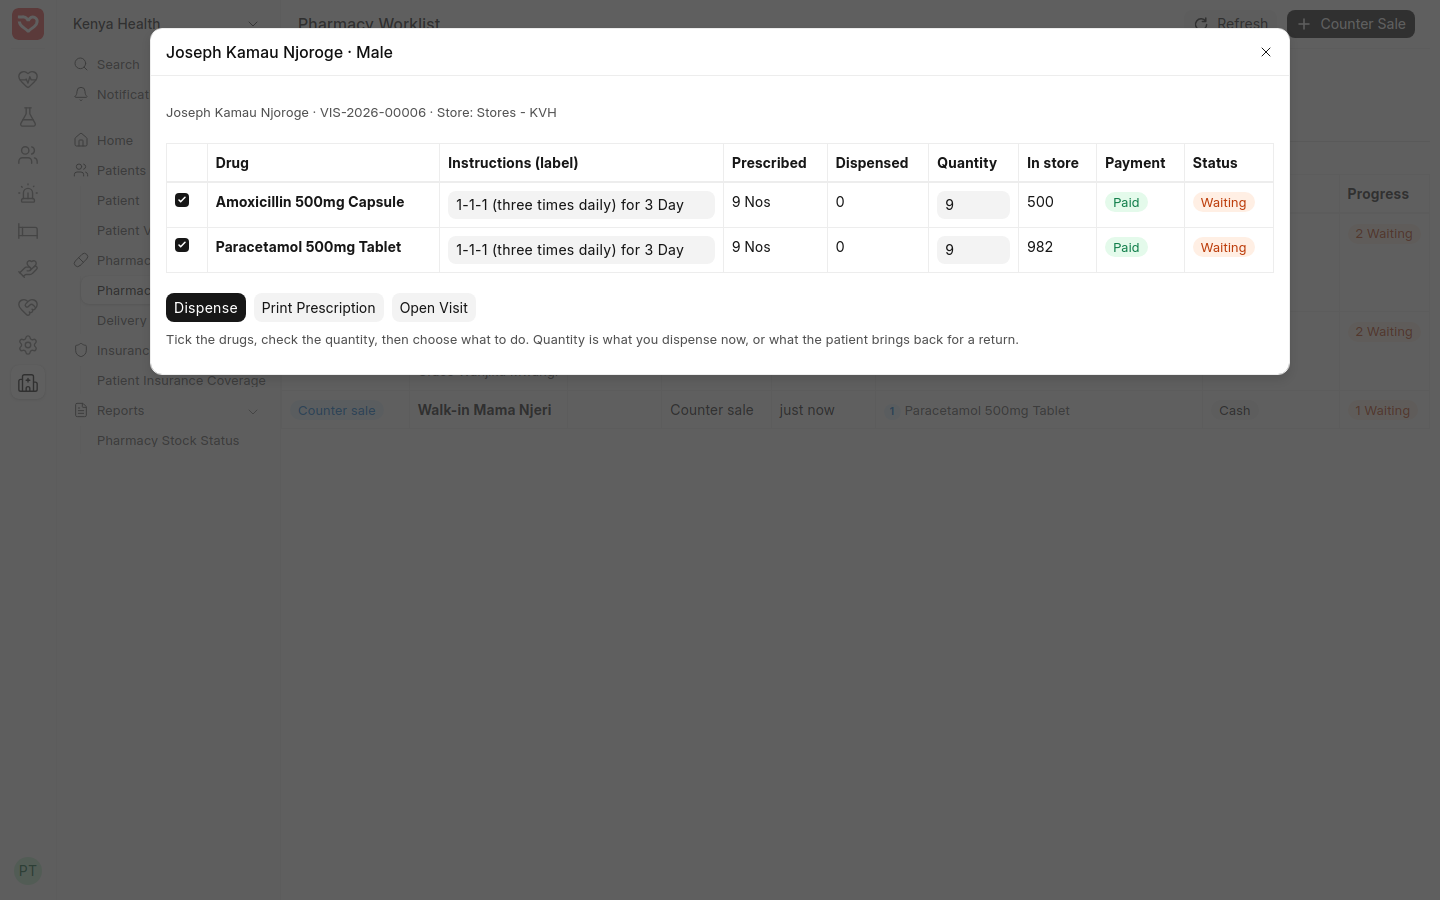 Kenya Health
Pharmacy Worklist
Refresh
Counter Sale
Joseph Kamau Njoroge · Male
Search
Notificat
Home
Patients
Patient
Patient V
Pharmac
Pharmac
Delivery
Insuranc
Patient Insurance Coverage
Reports
Pharmacy Stock Status
Joseph Kamau Njoroge · VIS-2026-00006 · Store: Stores - KVH
Drug Instructions (label) Prescribed Dispensed Quantity In store Payment Status
Amoxicillin 500mg Capsule 1-1-1 (three times daily) for 3 Day 9 Nos 0 9 500 Paid Waiting
Paracetamol 500mg Tablet 1-1-1 (three times daily) for 3 Day 9 Nos 0 9 982 Paid Waiting
Dispense Print Prescription Open Visit
Tick the drugs, check the quantity, then choose what to do. Quantity is what you dispense now, or what the patient brings back for a return.
Progress
2 Waiting
2 Waiting
Counter sale Walk-in Mama Njeri Counter sale just now 1 Paracetamol 500mg Tablet Cash 1 Waiting
PT